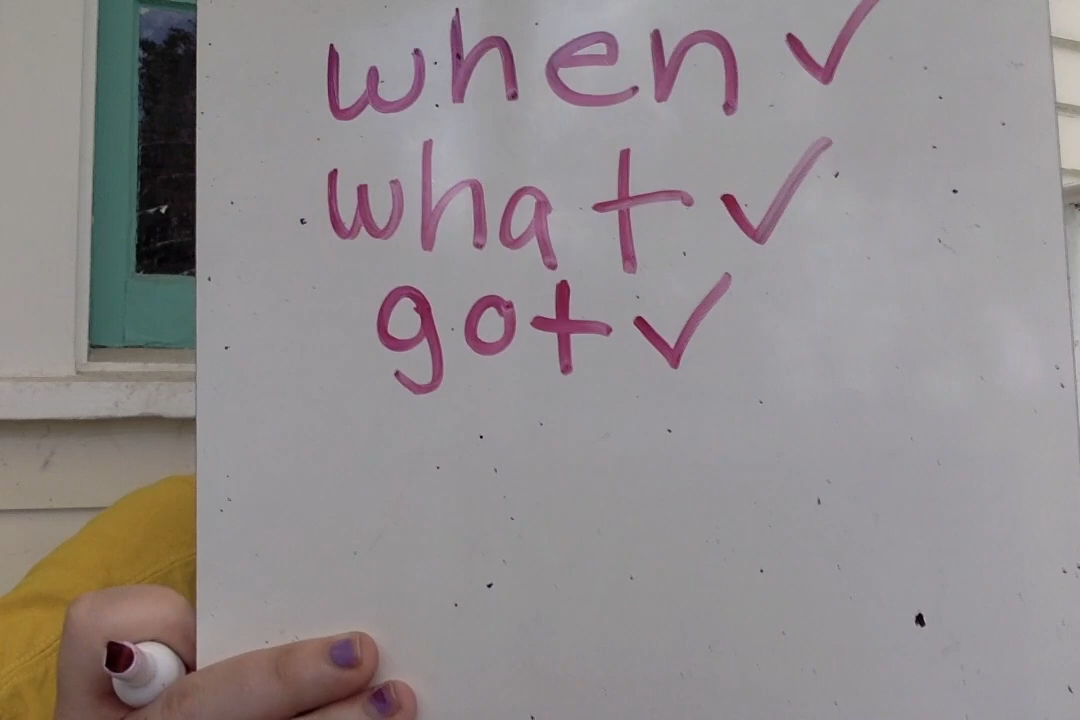 when ✓
what ✓
got ✓